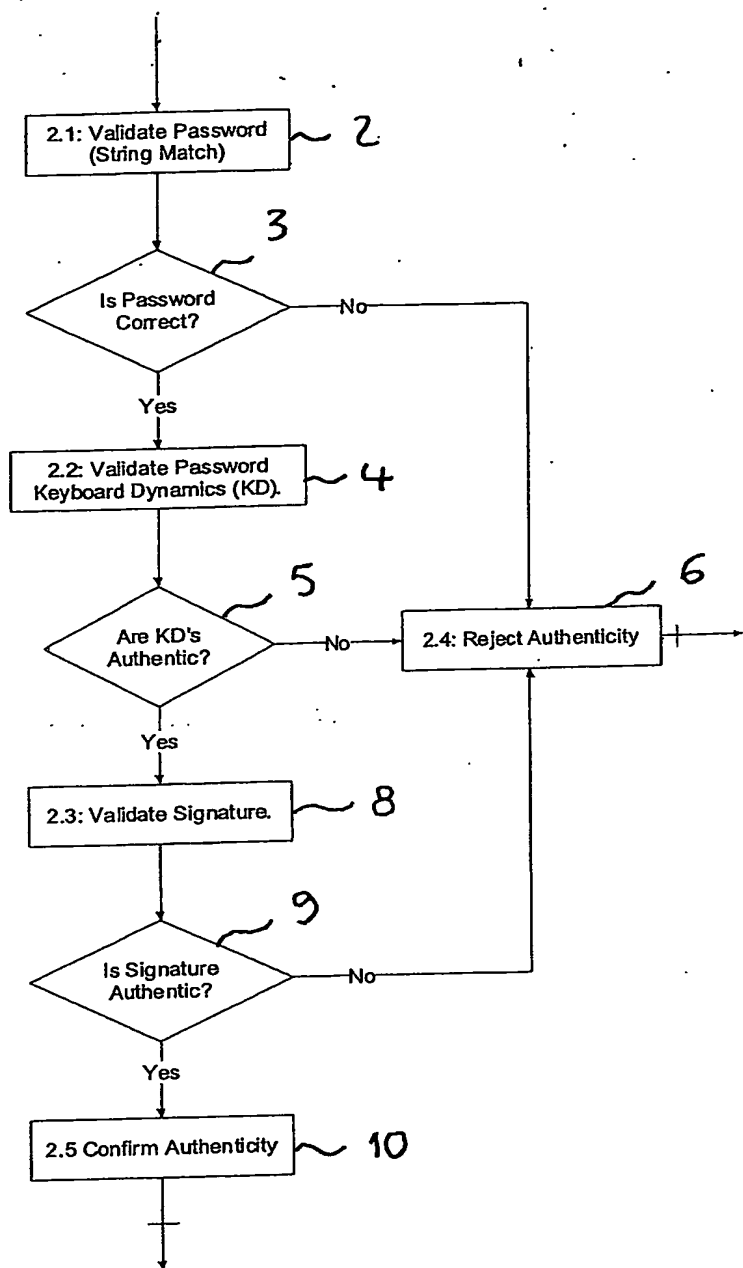 2.1: Validate Password
(String Match)
2
3
Is Password
Correct?
No
Yes
2.2: Validate Password
Keyboard Dynamics (KD).
4
5
Are KD's
Authentic?
No
6
2.4: Reject Authenticity
Yes
2.3: Validate Signature.
8
9
Is Signature
Authentic?
No
Yes
2.5 Confirm Authenticity
10